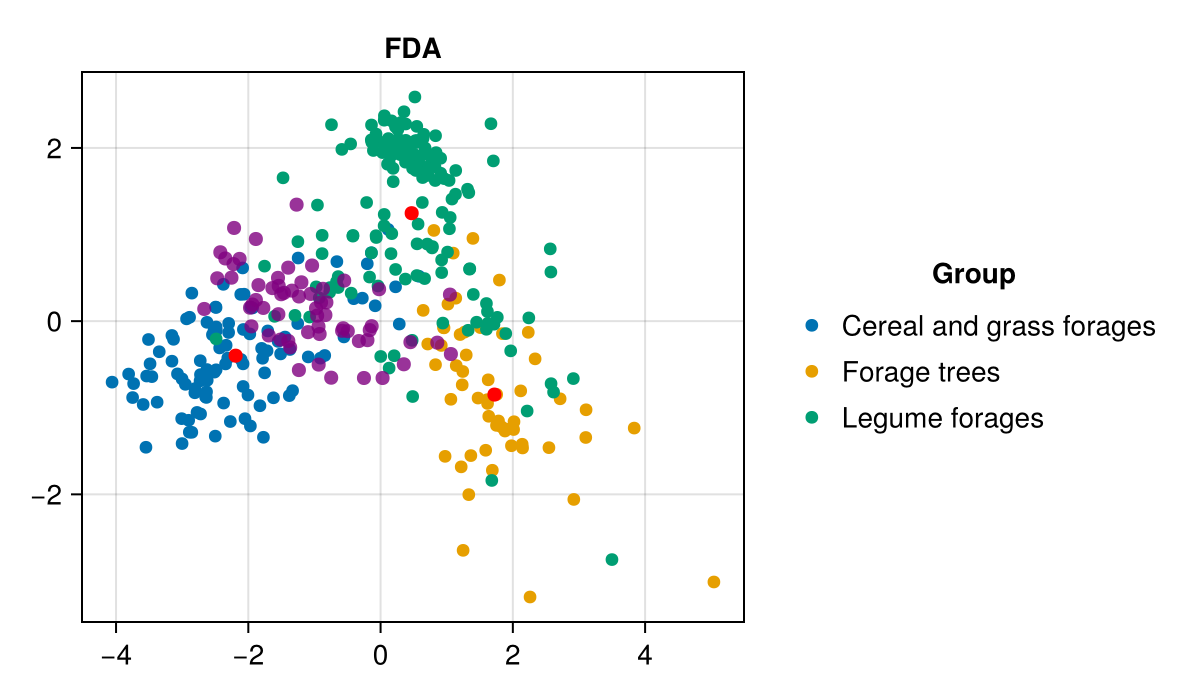 FDA
2
0
−2
−4
−2
0
2
4
Group
Cereal and grass forages
Forage trees
Legume forages